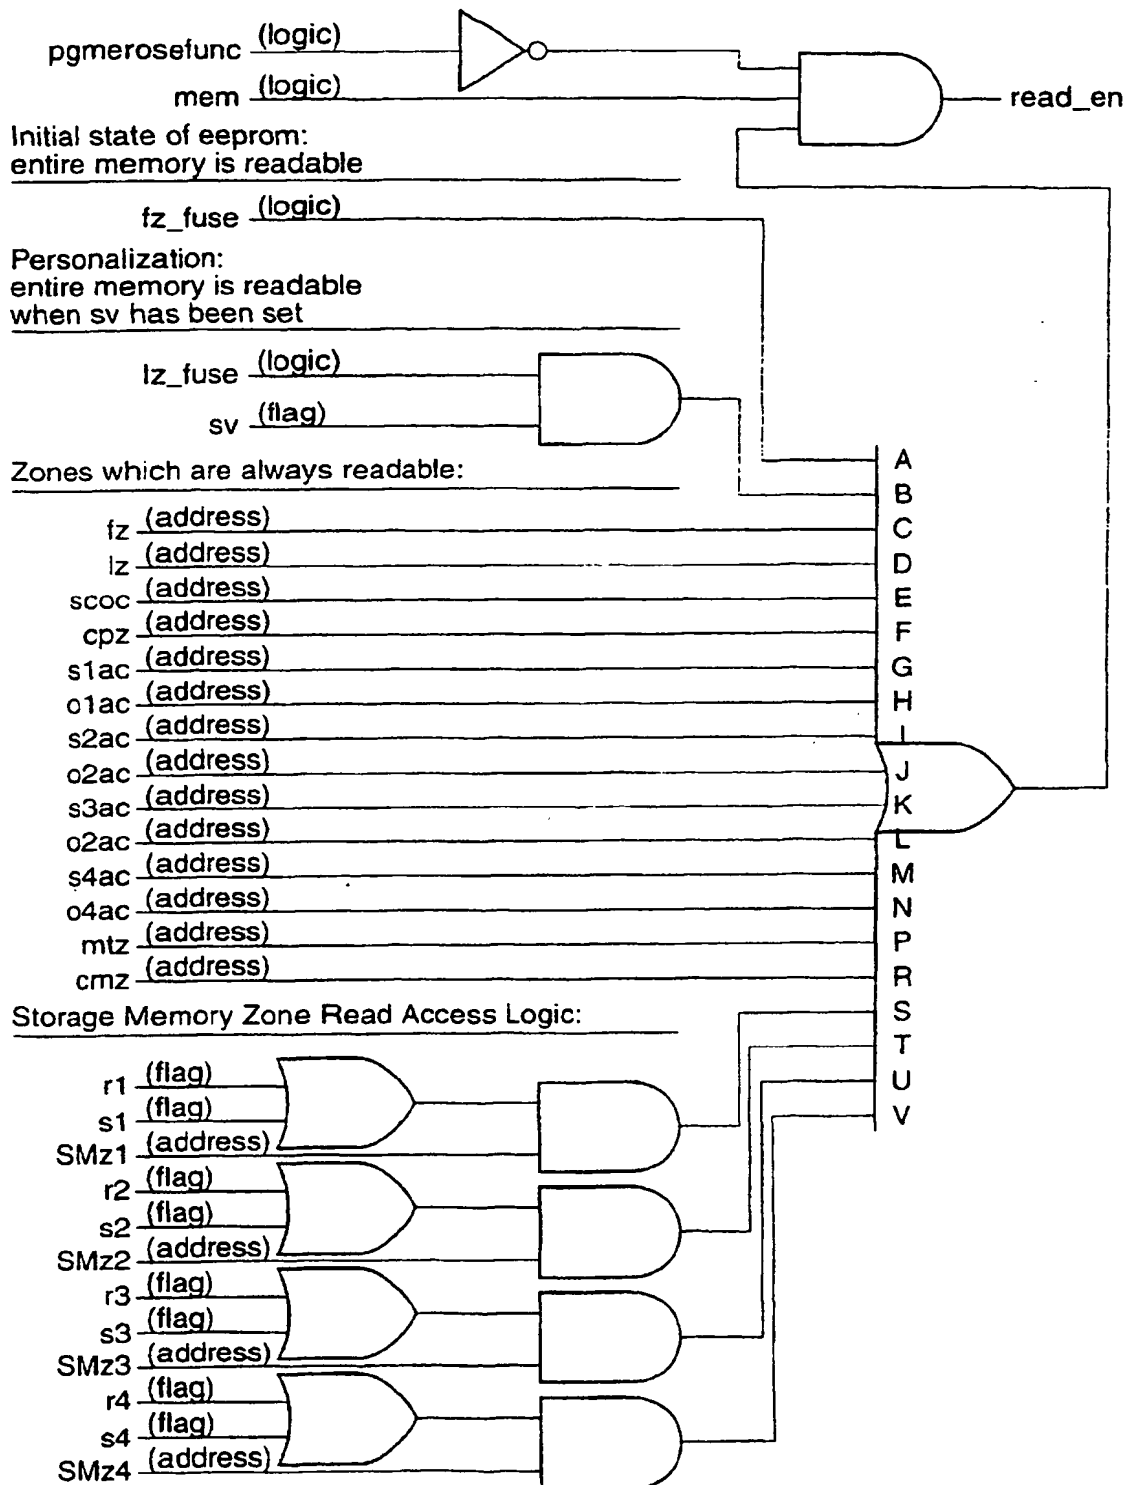 pgmerosefunc (logic)
mem (logic)
read_en
Initial state of eeprom:
entire memory is readable
fz_fuse (logic)
Personalization:
entire memory is readable
when sv has been set
lz_fuse (logic)
sv (flag)
A
B
Zones which are always readable:
fz (address) C
lz (address) D
scoc (address) E
cpz (address) F
s1ac (address) G
o1ac (address) H
s2ac (address) I
o2ac (address) J
s3ac (address) K
o2ac (address) L
s4ac (address) M
o4ac (address) N
mtz (address) P
cmz (address) R
Storage Memory Zone Read Access Logic:
S
T
U
V
r1 (flag)
s1 (flag)
SMz1 (address)
r2 (flag)
s2 (flag)
SMz2 (address)
r3 (flag)
s3 (flag)
SMz3 (address)
r4 (flag)
s4 (flag)
SMz4 (address)